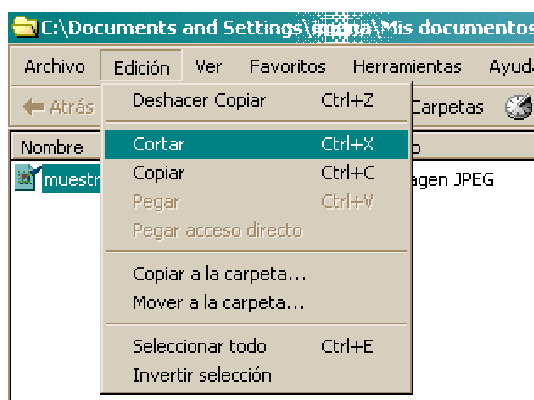 C:\Documents and Settings\ \Mis documentos
Archivo Edición Ver Favoritos Herramientas Ayuda
Atrás Carpetas
Nombre
muestr agen JPEG
Deshacer Copiar Ctrl+Z
Cortar Ctrl+X
Copiar Ctrl+C
Pegar Ctrl+V
Pegar acceso directo
Copiar a la carpeta...
Mover a la carpeta...
Seleccionar todo Ctrl+E
Invertir selección